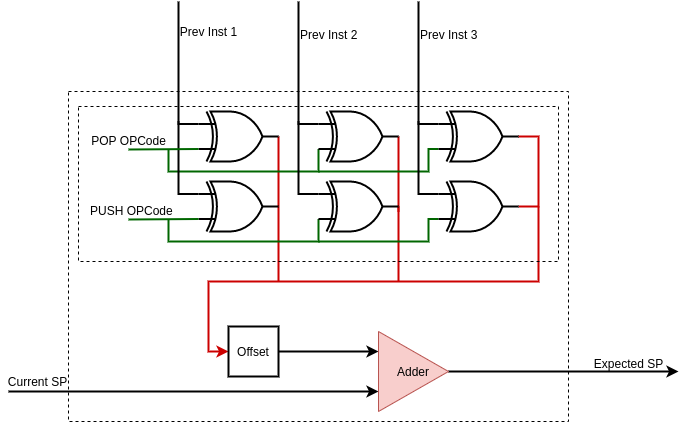 Prev Inst 1
Prev Inst 2
Prev Inst 3
POP OPCode
PUSH OPCode
Offset
Adder
Expected SP
Current SP